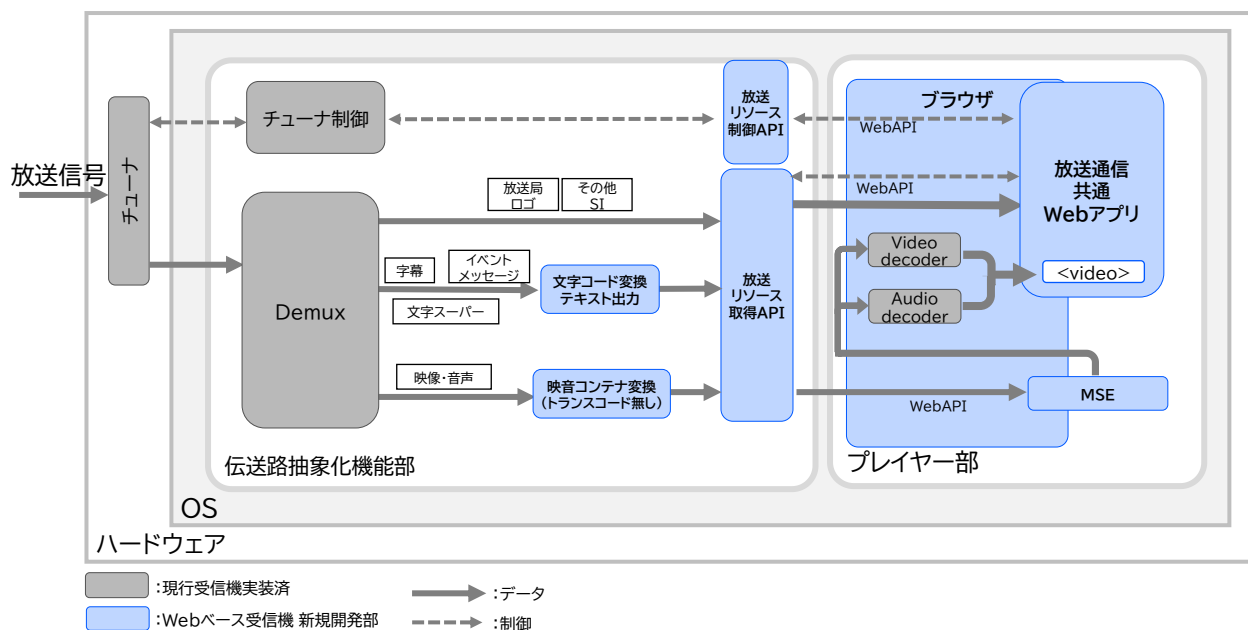 放送信号
チューナ
チューナ制御
放送
リソース
制御API
WebAPI
ブラウザ
放送通信
共通
Webアプリ
<video>
WebAPI
放送局
ロゴ
その他
SI
Demux
字幕
イベント
メッセージ
文字スーパー
文字コード変換
テキスト出力
放送
リソース
取得API
Video
decoder
Audio
decoder
映像・音声
映音コンテナ変換
(トランスコード無し)
WebAPI
MSE
伝送路抽象化機能部
プレイヤー部
OS
ハードウェア
:現行受信機実装済
:データ
:Webベース受信機 新規開発部
:制御